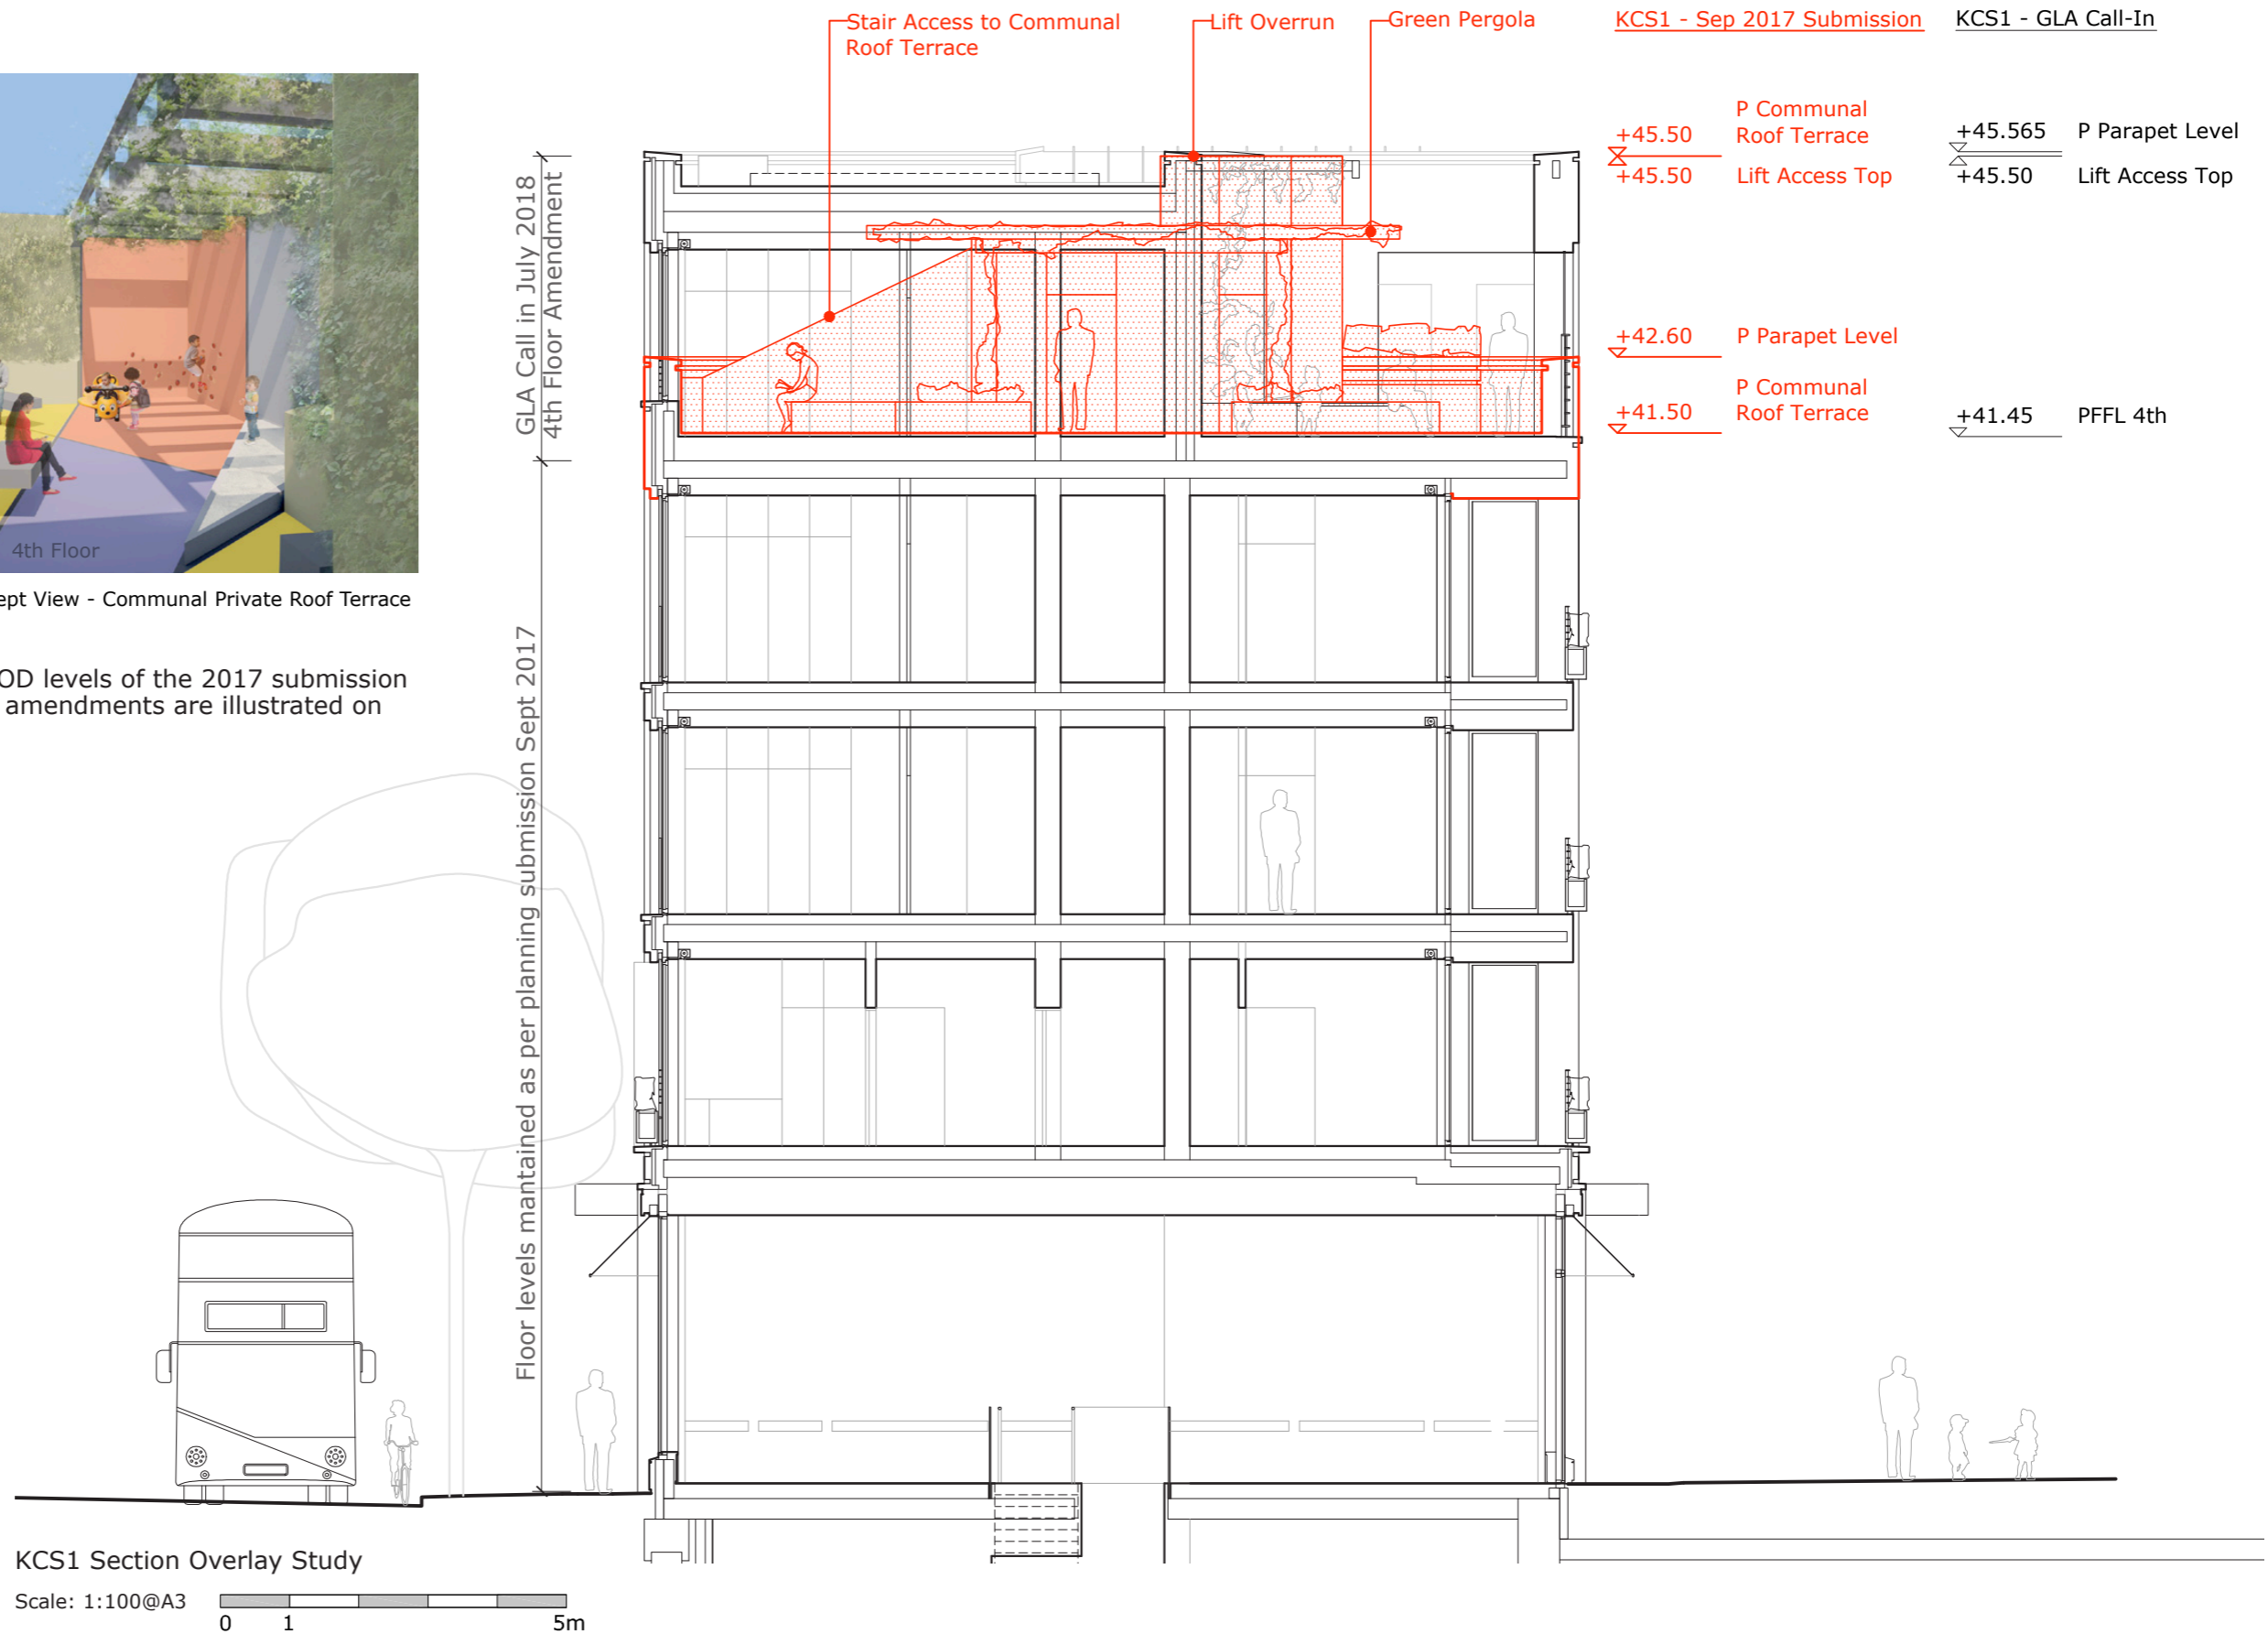 Stair Access to Communal
Roof Terrace
Lift Overrun
Green Pergola
KCS1 - Sep 2017 Submission
KCS1 - GLA Call-In
+45.50
P Communal
Roof Terrace
+45.50
Lift Access Top
+45.565
P Parapet Level
+45.50
Lift Access Top
+42.60
P Parapet Level
+41.50
P Communal
Roof Terrace
+41.45
PFFL 4th
GLA Call in July 2018
4th Floor Amendment
4th Floor
ept View - Communal Private Roof Terrace
OD levels of the 2017 submission
amendments are illustrated on
Floor levels mantained as per planning submission Sept 2017
KCS1 Section Overlay Study
Scale: 1:100@A3
0 1 5m